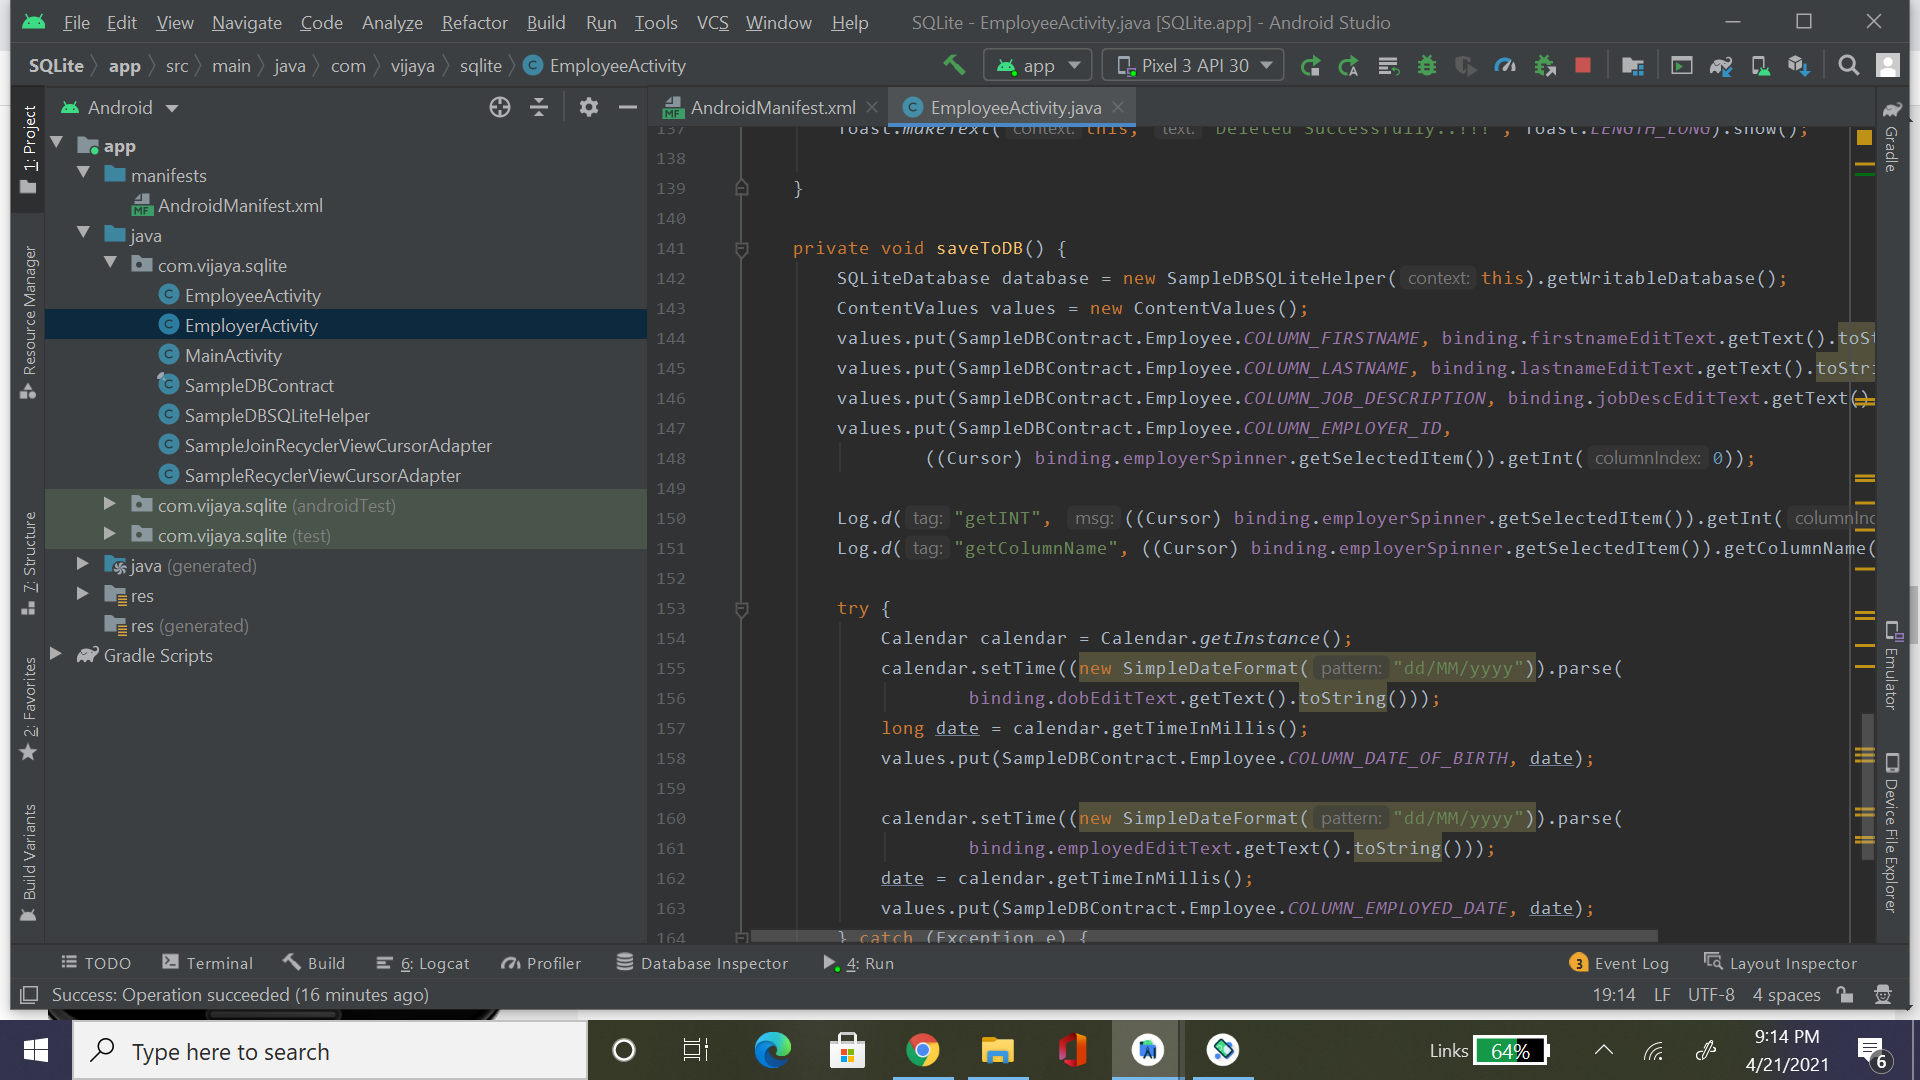 File Edit View Navigate Code Analyze Refactor Build Run Tools VCS Window Help SQLite - EmployeeActivity.java [SQLite.app] - Android Studio
SQLite app src main java com vijaya sqlite EmployeeActivity app Pixel 3 API 30
Android AndroidManifest.xml EmployeeActivity.java
1: Project
Resource Manager
7: Structure
2: Favorites
Build Variants
app
manifests
AndroidManifest.xml
java
com.vijaya.sqlite
EmployeeActivity
EmployerActivity
MainActivity
SampleDBContract
SampleDBSQLiteHelper
SampleJoinRecyclerViewCursorAdapter
SampleRecyclerViewCursorAdapter
com.vijaya.sqlite (androidTest)
com.vijaya.sqlite (test)
java (generated)
res
res (generated)
Gradle Scripts
137 Toast.makeText( context: this, text: "Deleted Successfully..!!!", Toast.LENGTH_LONG).show();
138
139 }
140
141 private void saveToDB() {
142 SQLiteDatabase database = new SampleDBSQLiteHelper( context: this).getWritableDatabase();
143 ContentValues values = new ContentValues();
144 values.put(SampleDBContract.Employee.COLUMN_FIRSTNAME, binding.firstnameEditText.getText().toSt
145 values.put(SampleDBContract.Employee.COLUMN_LASTNAME, binding.lastnameEditText.getText().toStri
146 values.put(SampleDBContract.Employee.COLUMN_JOB_DESCRIPTION, binding.jobDescEditText.getText()
147 values.put(SampleDBContract.Employee.COLUMN_EMPLOYER_ID,
148 ((Cursor) binding.employerSpinner.getSelectedItem()).getInt( columnIndex: 0));
149
150 Log.d( tag: "getINT", msg: ((Cursor) binding.employerSpinner.getSelectedItem()).getInt( columnInd
151 Log.d( tag: "getColumnName", ((Cursor) binding.employerSpinner.getSelectedItem()).getColumnName(
152
153 try {
154 Calendar calendar = Calendar.getInstance();
155 calendar.setTime((new SimpleDateFormat( pattern: "dd/MM/yyyy")).parse(
156 binding.dobEditText.getText().toString()));
157 long date = calendar.getTimeInMillis();
158 values.put(SampleDBContract.Employee.COLUMN_DATE_OF_BIRTH, date);
159
160 calendar.setTime((new SimpleDateFormat( pattern: "dd/MM/yyyy")).parse(
161 binding.employedEditText.getText().toString()));
162 date = calendar.getTimeInMillis();
163 values.put(SampleDBContract.Employee.COLUMN_EMPLOYED_DATE, date);
164 } catch (Exception e) {
Gradle
Emulator
Device File Explorer
TODO Terminal Build 6: Logcat Profiler Database Inspector 4: Run 3 Event Log Layout Inspector
Success: Operation succeeded (16 minutes ago) 19:14 LF UTF-8 4 spaces
Type here to search Links 64% 9:14 PM
4/21/2021 6